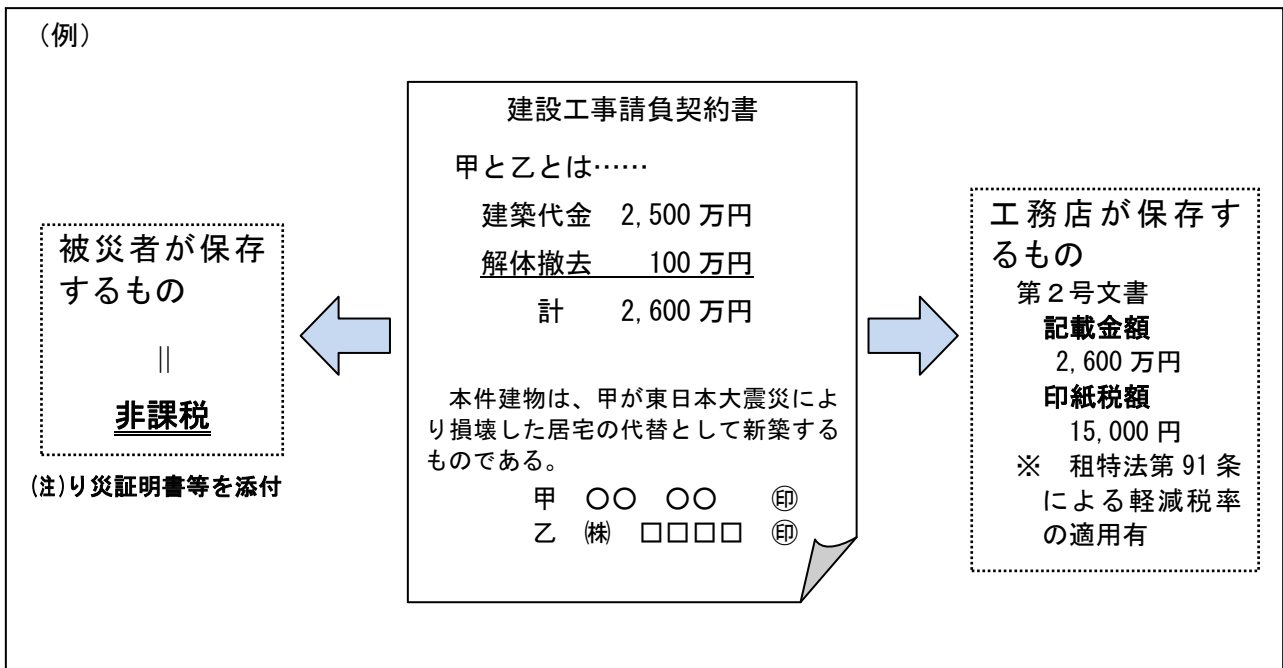 (例)
建設工事請負契約書
甲と乙とは……
建築代金 2,500 万円
解体撤去 100 万円
計 2,600 万円
本件建物は、甲が東日本大震災によ
り損壊した居宅の代替として新築する
ものである。
甲 ○○ ○○ ㊞
乙 ㈱ □□□□ ㊞
被災者が保存
するもの
||
非課税
(注)り災証明書等を添付
工務店が保存す
るもの
第2号文書
記載金額
2,600 万円
印紙税額
15,000 円
※ 租特法第 91 条
による軽減税率
の適用有